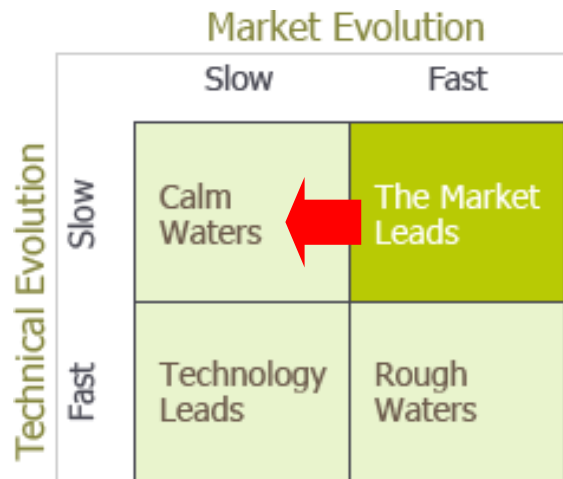 Market Evolution
Slow
Fast
Technical Evolution
Slow
Calm
Waters
The Market
Leads
Fast
Technology
Leads
Rough
Waters